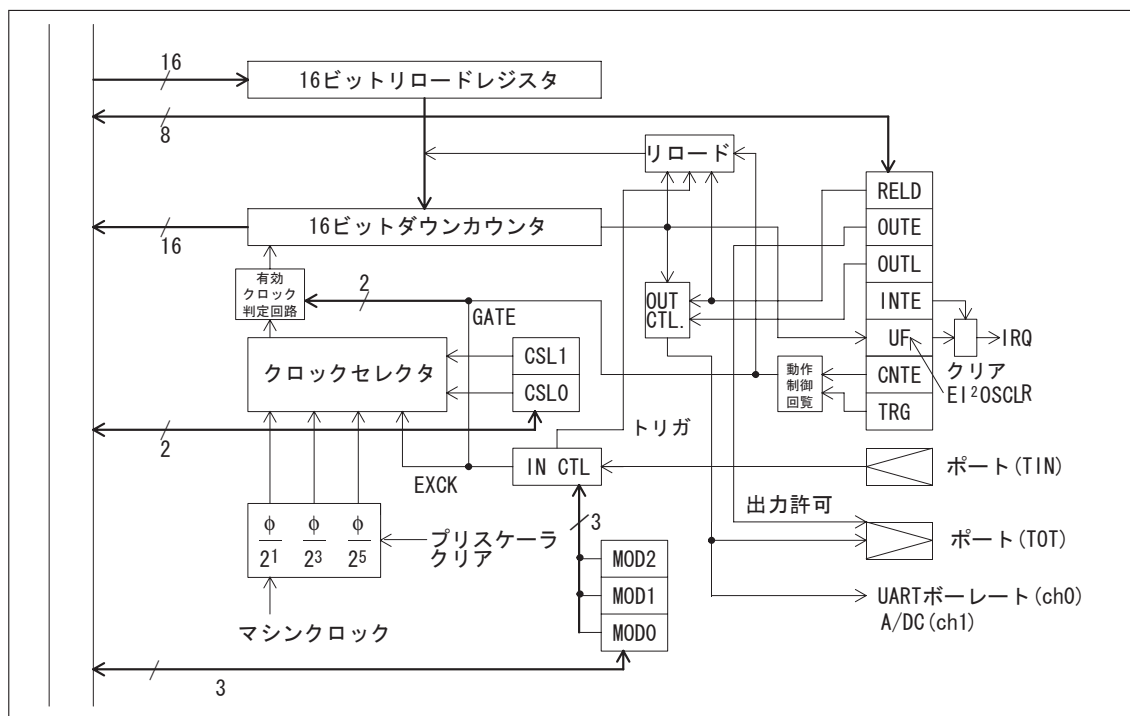 16
16ビットリロードレジスタ
8
リロード
RELD
16ビットダウンカウンタ
OUTE
16
OUTL
有効
クロック
判定回路
2
GATE
OUT
CTL.
INTE
UF
IRQ
クリア
EI²OSCLR
クロックセレクタ
CSL1
CSL0
動作
制御
回覧
CNTE
TRG
2
トリガ
IN CTL
ポート(TIN)
EXCK
3
出力許可
φ
2¹
φ
2³
φ
2⁵
プリスケーラ
クリア
ポート(TOT)
MOD2
MOD1
MOD0
UARTボーレート(ch0)
A/DC(ch1)
マシンクロック
3